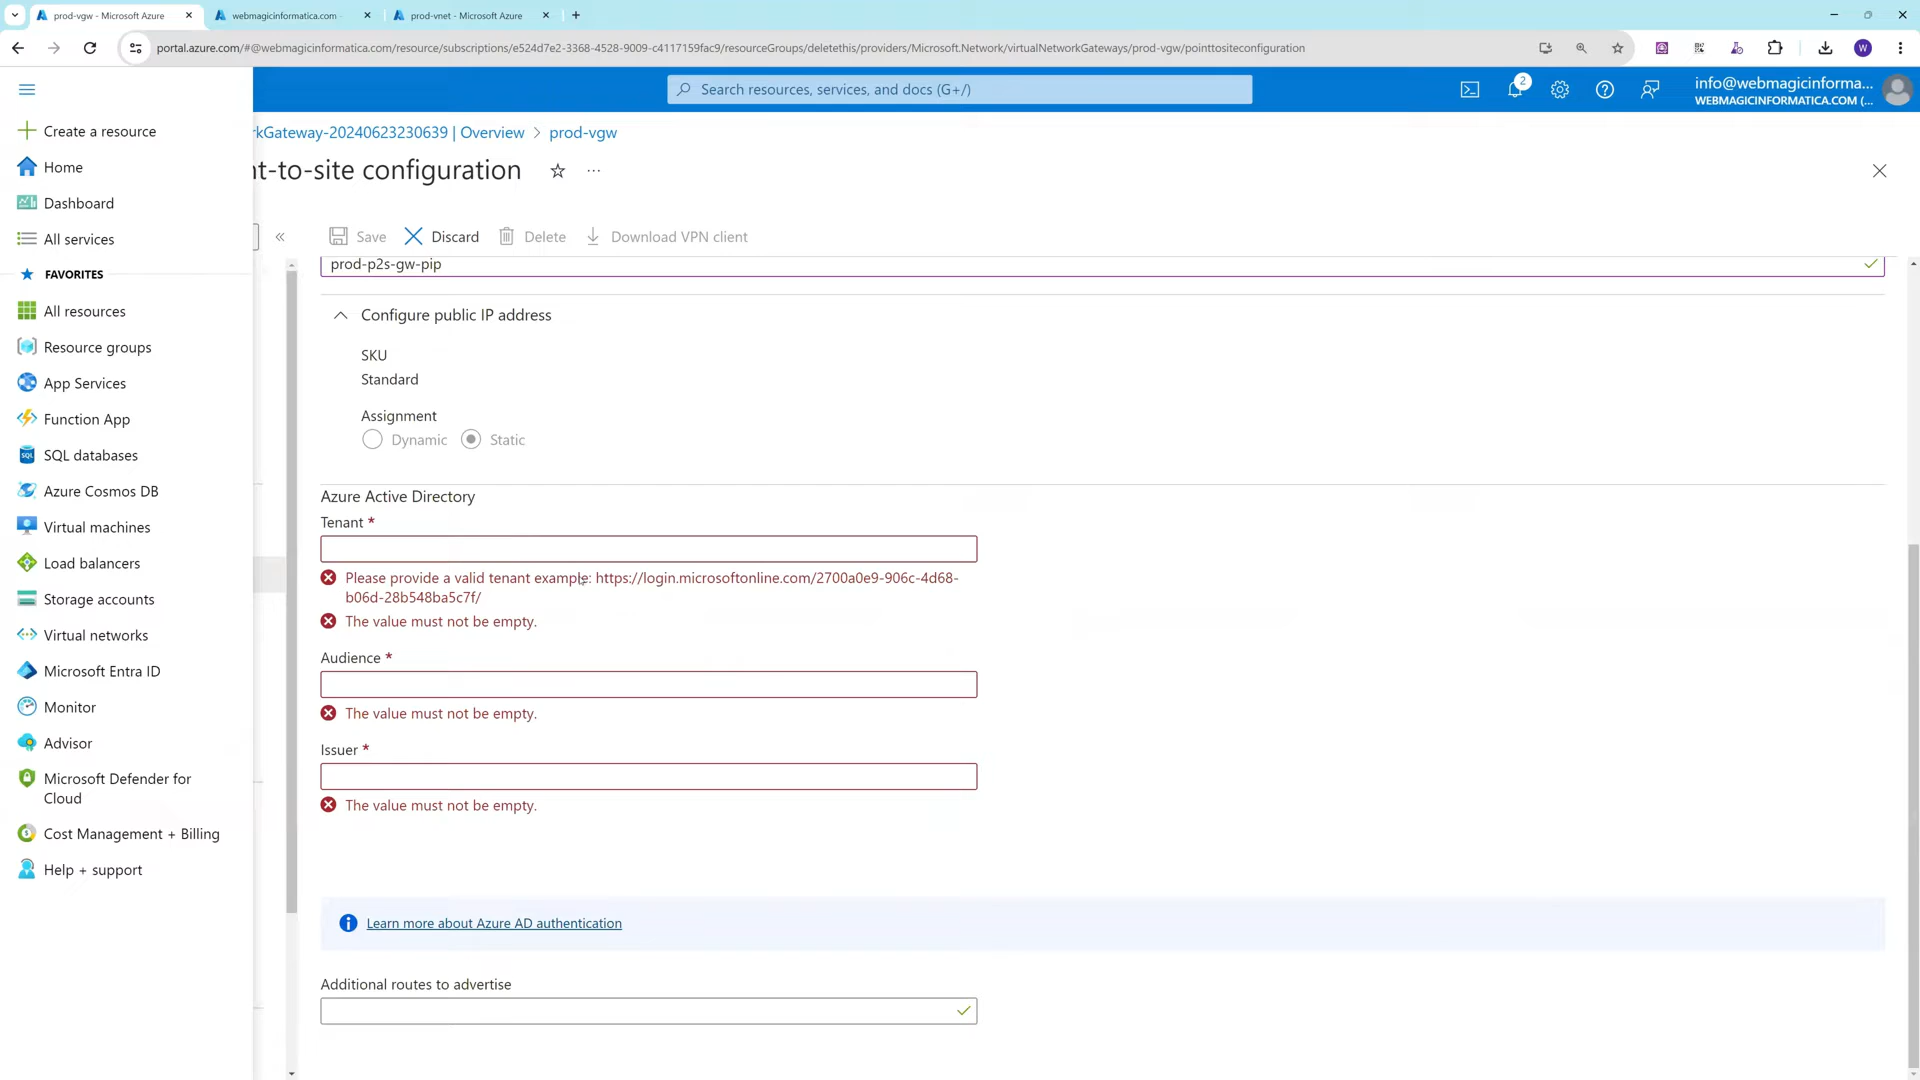 prod-vgw - Microsoft Azure
webmagicinformatica.com
prod-vnet - Microsoft Azure
portal.azure.com/#@webmagicinformatica.com/resource/subscriptions/e524d7e2-3368-4528-9009-c4117159fac9/resourceGroups/deletethis/providers/Microsoft.Network/virtualNetworkGateways/prod-vgw/pointtositeconfiguration
W
Search resources, services, and docs (G+/)
2
info@webmagicinforma...
WEBMAGICINFORMATICA.COM (...
Create a resource
Home
Dashboard
All services
FAVORITES
All resources
Resource groups
App Services
Function App
SQL databases
Azure Cosmos DB
Virtual machines
Load balancers
Storage accounts
Virtual networks
Microsoft Entra ID
Monitor
Advisor
Microsoft Defender for
Cloud
Cost Management + Billing
Help + support
rkGateway-20240623230639 | Overview > prod-vgw
nt-to-site configuration
Save
Discard
Delete
Download VPN client
prod-p2s-gw-pip
Configure public IP address
SKU
Standard
Assignment
Dynamic
Static
Azure Active Directory
Tenant *
Please provide a valid tenant example: https://login.microsoftonline.com/2700a0e9-906c-4d68-
b06d-28b548ba5c7f/
The value must not be empty.
Audience *
The value must not be empty.
Issuer *
The value must not be empty.
Learn more about Azure AD authentication
Additional routes to advertise